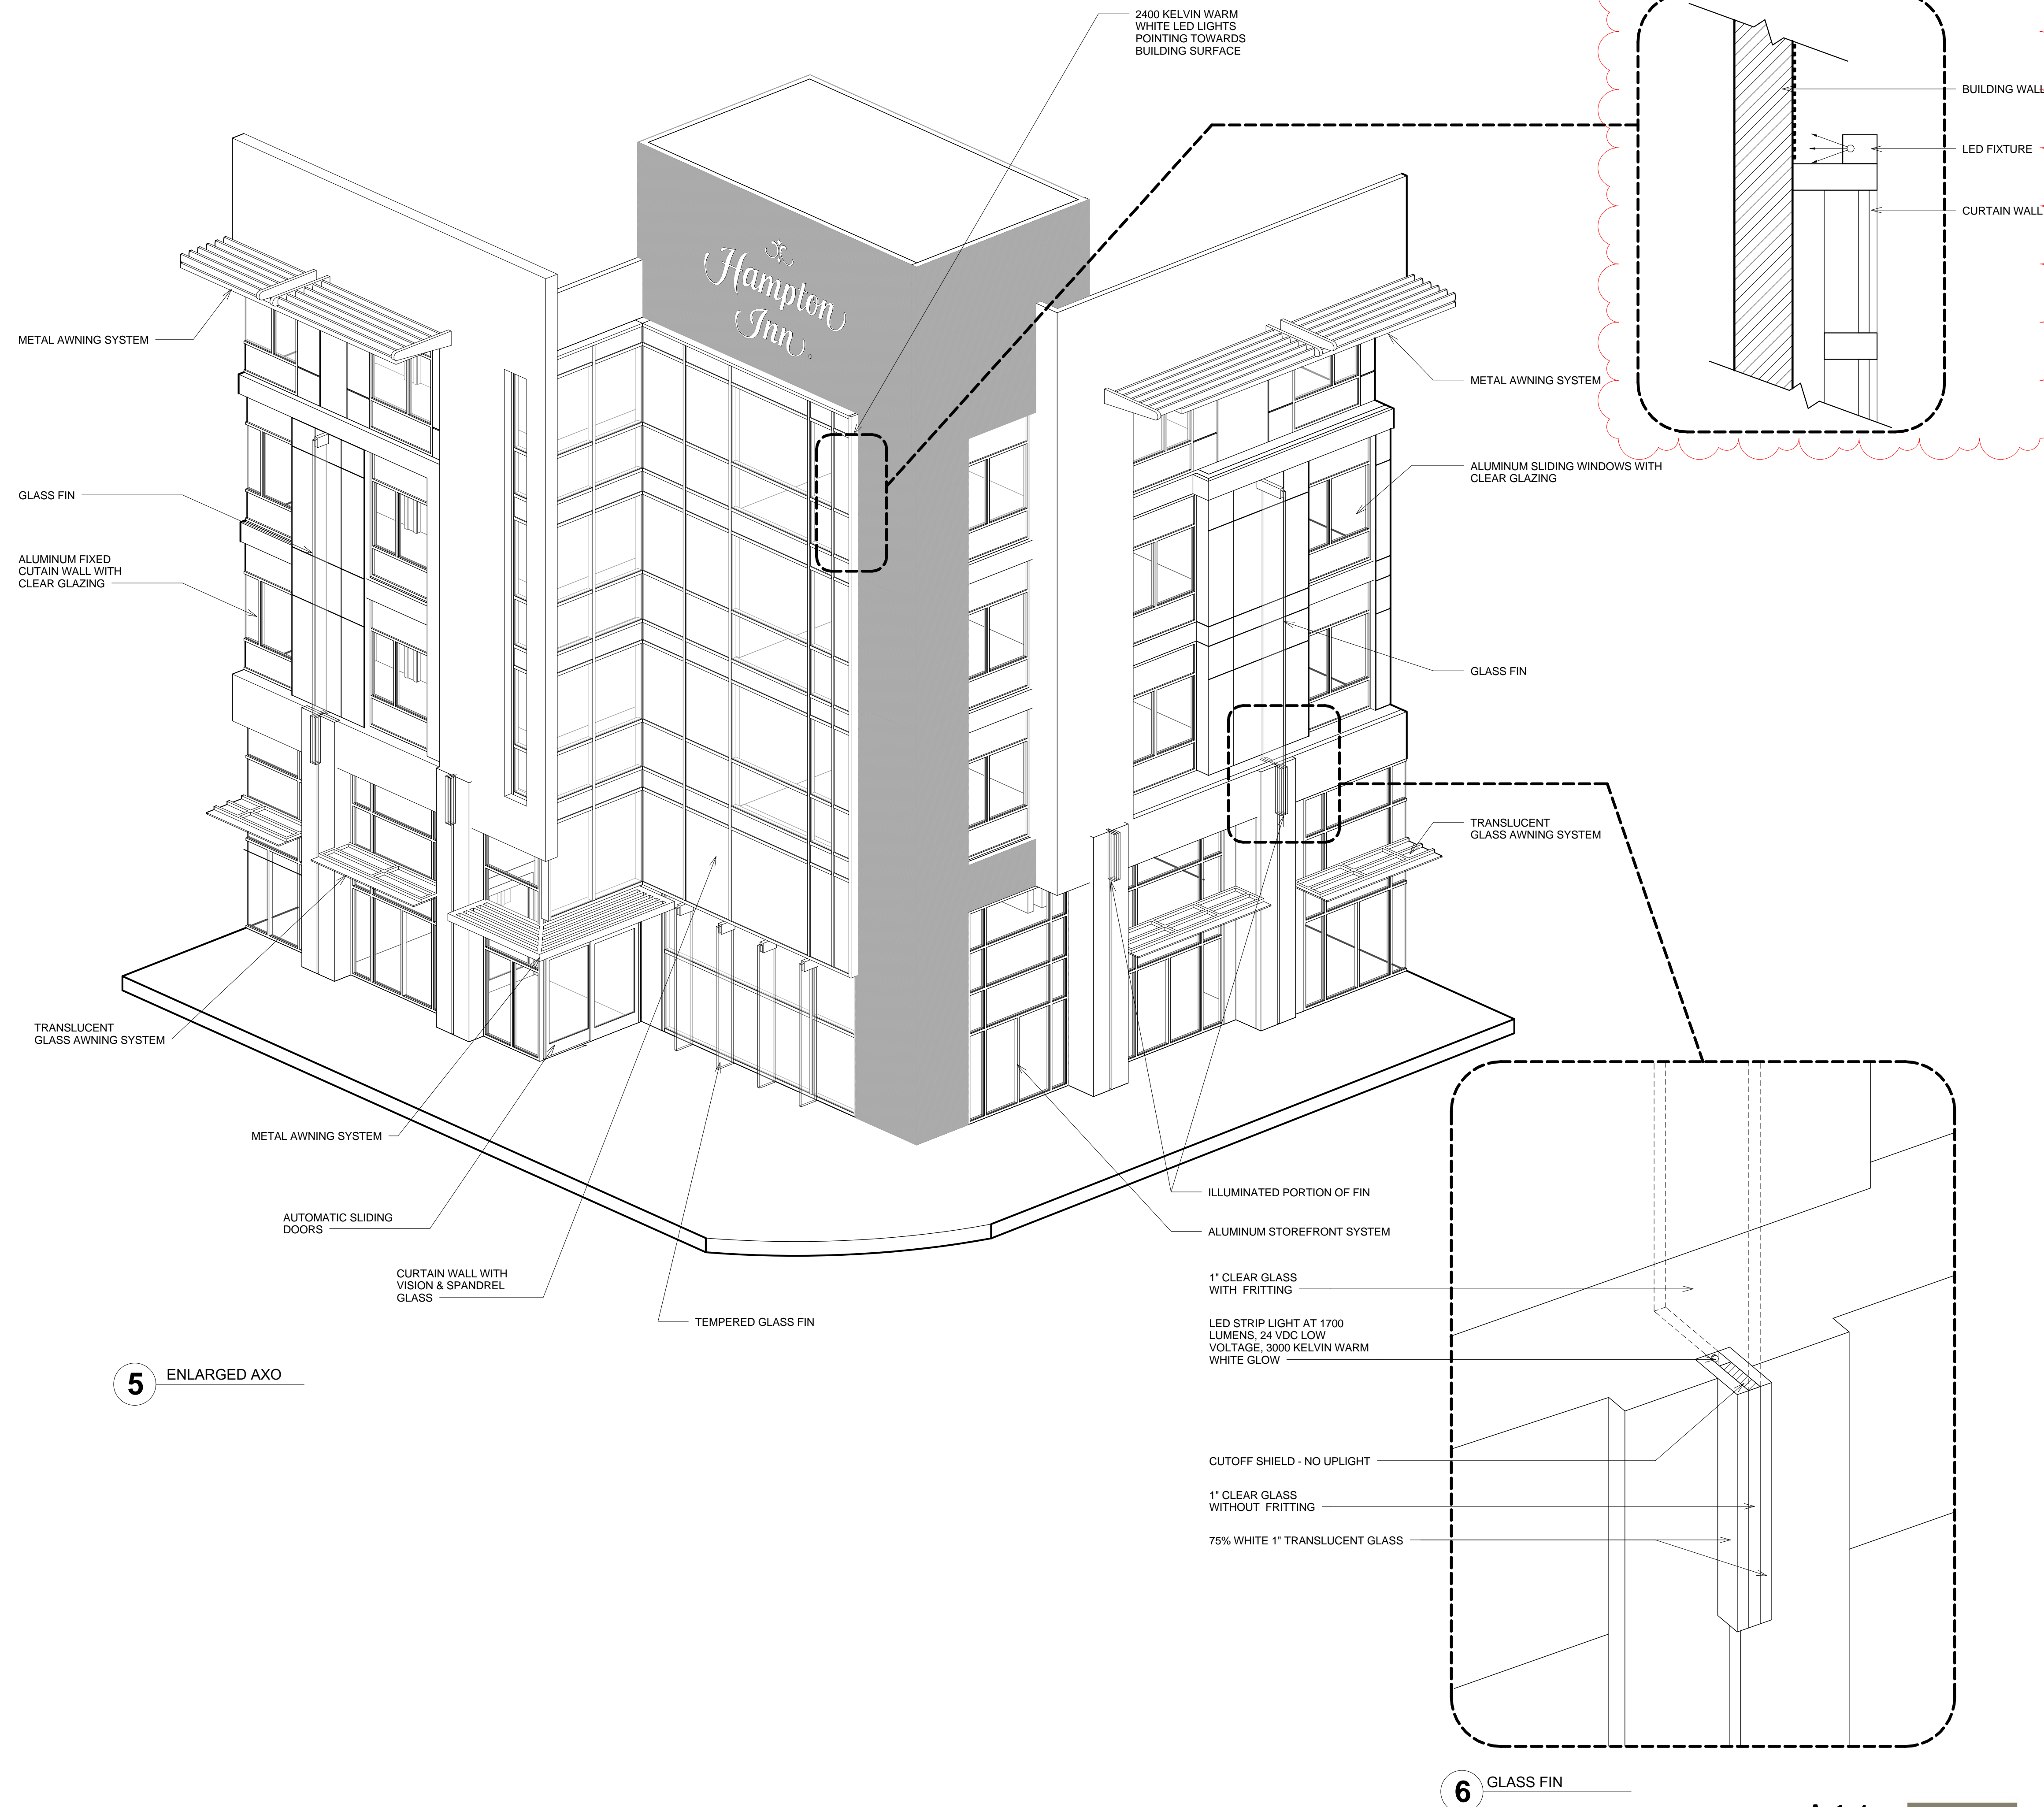 2400 KELVIN WARM
WHITE LED LIGHTS
POINTING TOWARDS
BUILDING SURFACE
BUILDING WALL
LED FIXTURE
CURTAIN WALL
Hampton
Inn
METAL AWNING SYSTEM
GLASS FIN
ALUMINUM FIXED
CUTAIN WALL WITH
CLEAR GLAZING
METAL AWNING SYSTEM
ALUMINUM SLIDING WINDOWS WITH
CLEAR GLAZING
GLASS FIN
TRANSLUCENT
GLASS AWNING SYSTEM
TRANSLUCENT
GLASS AWNING SYSTEM
METAL AWNING SYSTEM
AUTOMATIC SLIDING
DOORS
CURTAIN WALL WITH
VISION & SPANDREL
GLASS
TEMPERED GLASS FIN
ILLUMINATED PORTION OF FIN
ALUMINUM STOREFRONT SYSTEM
1" CLEAR GLASS
WITH FRITTING
LED STRIP LIGHT AT 1700
LUMENS, 24 VDC LOW
VOLTAGE, 3000 KELVIN WARM
WHITE GLOW
CUTOFF SHIELD - NO UPLIGHT
1" CLEAR GLASS
WITHOUT FRITTING
75% WHITE 1" TRANSLUCENT GLASS
5 ENLARGED AXO
6 GLASS FIN